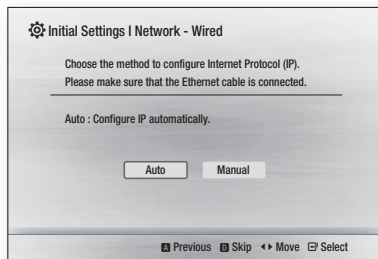 Initial Settings I Network - Wired
Choose the method to configure Internet Protocol (IP).
Please make sure that the Ethernet cable is connected.
Auto : Configure IP automatically.
Auto Manual
A Previous D Skip Move Select